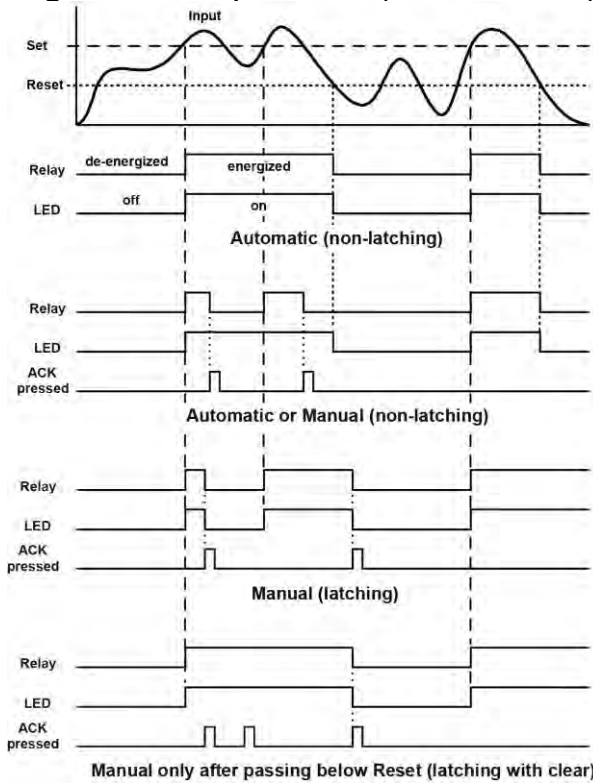 Input
Set
Reset
de-energized energized
Relay
LED off on
Automatic (non-latching)
Relay
LED
ACK
pressed
Automatic or Manual (non-latching)
Relay
LED
ACK
pressed
Manual (latching)
Relay
LED
ACK
pressed
Manual only after passing below Reset (latching with clear)